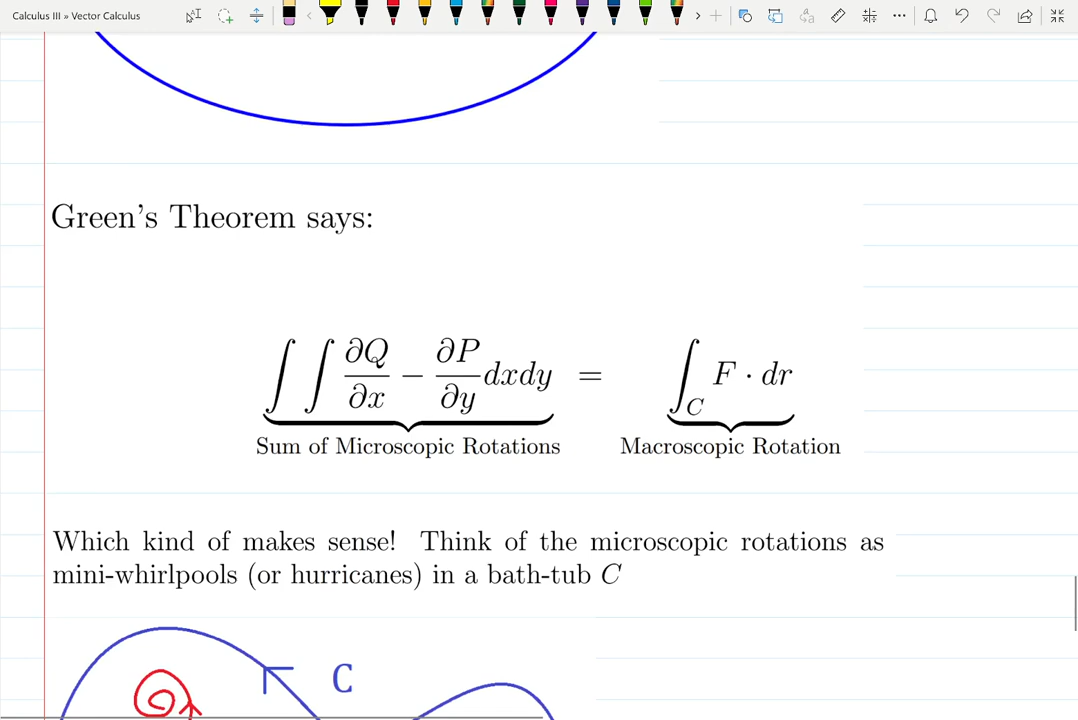 Calculus III » Vector Calculus
Green's Theorem says:
∫∫ ∂Q/∂x − ∂P/∂y dxdy = ∫_C F · dr
Sum of Microscopic Rotations Macroscopic Rotation
Which kind of makes sense! Think of the microscopic rotations as
mini-whirlpools (or hurricanes) in a bath-tub C
C